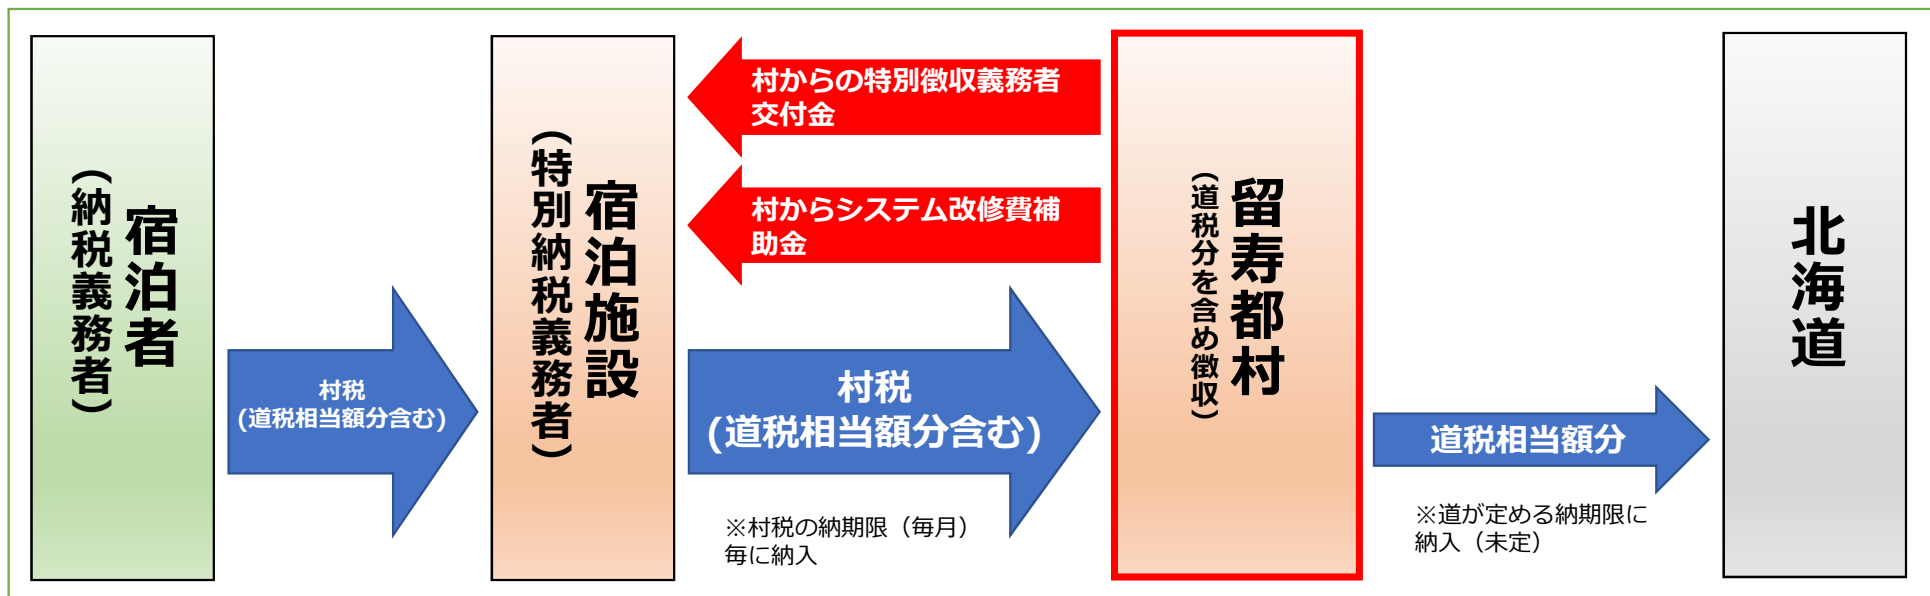 宿泊者
(納税義務者)
村税
(道税相当額分含む)
宿泊施設
(特別納税義務者)
村からの特別徴収義務者
交付金
村からシステム改修費補
助金
村税
(道税相当額分含む)
※村税の納期限（毎月）
毎に納入
留寿都村
(道税分を含め徴収)
道税相当額分
※道が定める納期限に
納入（未定）
北海道